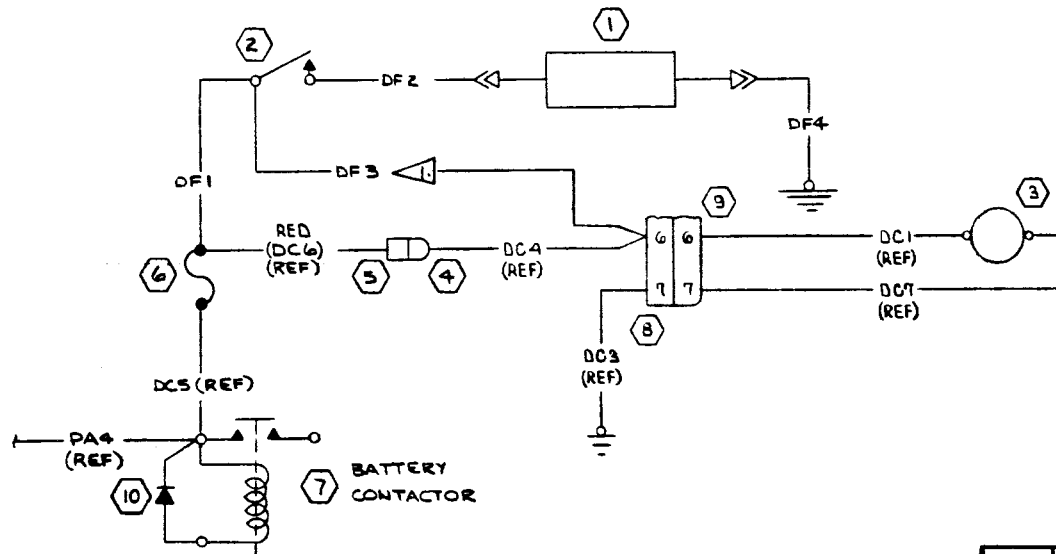 1
2
DF2
DF4
DF3
1.
DF1
9
3
RED
(DC6)
(REF)
DC4
(REF)
6 6
DC1
(REF)
6
5
4
7 7
DC7
(REF)
8
DC3
(REF)
DC5 (REF)
PA4
(REF)
10
7
BATTERY
CONTACTOR